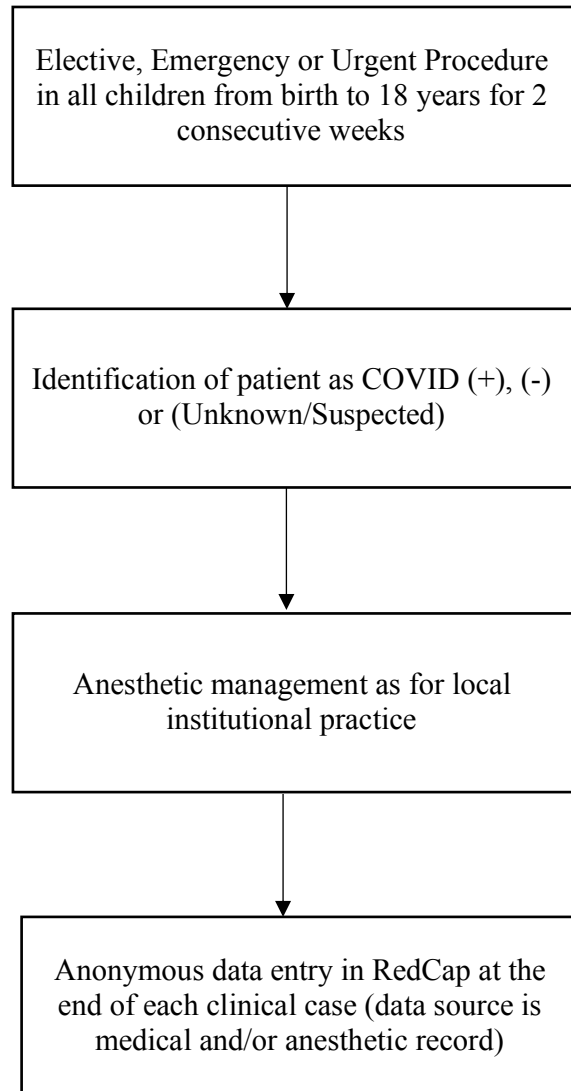 Elective, Emergency or Urgent Procedure
in all children from birth to 18 years for 2
consecutive weeks
Identification of patient as COVID (+), (-)
or (Unknown/Suspected)
Anesthetic management as for local
institutional practice
Anonymous data entry in RedCap at the
end of each clinical case (data source is
medical and/or anesthetic record)